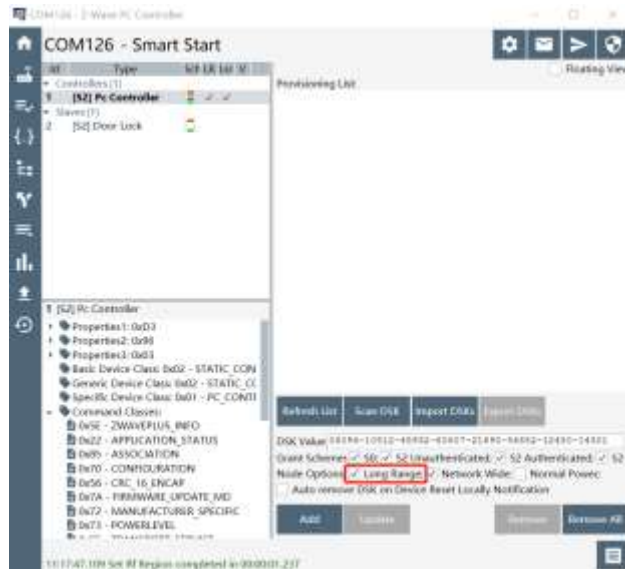 COM126 - Z-Wave PC Controller
COM126 - Smart Start
Floating View
Id Type
Controllers (1)
1 [S2] Pc Controller
Slaves (1)
2 [S2] Door Lock
Provisioning List
1 [S2] Pc Controller
Properties1: 0xD3
Properties2: 0x96
Properties3: 0x03
Basic Device Class: 0x02 - STATIC_CON
Generic Device Class: 0x02 - STATIC_CC
Specific Device Class: 0x01 - PC_CONTI
Command Classes:
0x5E - ZWAVEPLUS_INFO
0x22 - APPLICATION_STATUS
0x85 - ASSOCIATION
0x70 - CONFIGURATION
0x56 - CRC_16_ENCAP
0x7A - FIRMWARE_UPDATE_MD
0x72 - MANUFACTURER_SPECIFIC
0x73 - POWERLEVEL
Refresh List Scan DSK Import DSKs Export DSKs
DSK Value:
Grant Schemes: S0; S2 Unauthenticated; S2 Authenticated; S2
Node Options: Long Range; Network Wide; Normal Power;
Auto remove DSK on Device Reset Locally Notification
Add Update Remove Remove All
Set Rf Region completed in